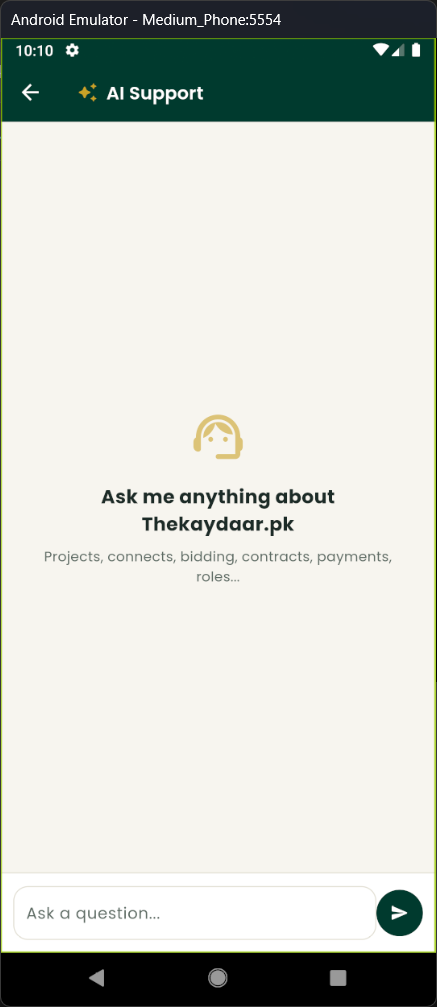 Android Emulator - Medium_Phone:5554
10:10
AI Support
Ask me anything about
Thekaydaar.pk
Projects, connects, bidding, contracts, payments,
roles...
Ask a question...